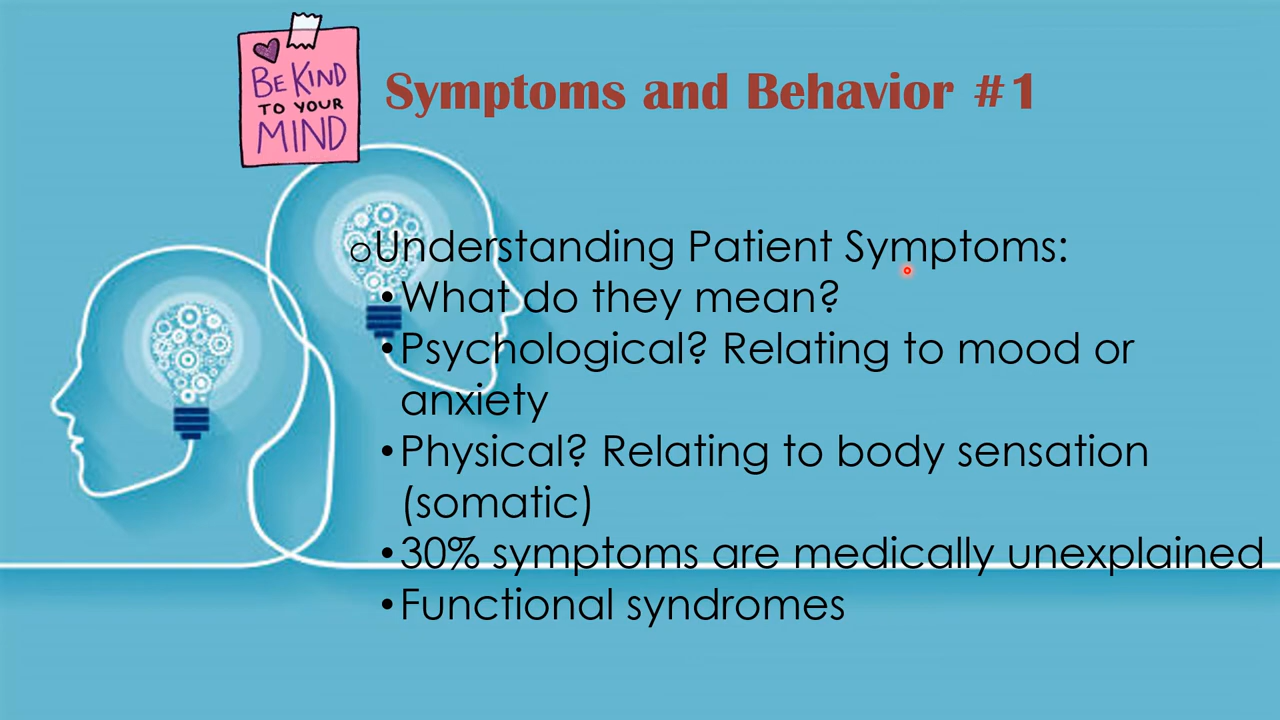 BE KIND
TO YOUR
MIND
Symptoms and Behavior #1
oUnderstanding Patient Symptoms:
•What do they mean?
•Psychological? Relating to mood or
anxiety
•Physical? Relating to body sensation
(somatic)
•30% symptoms are medically unexplained
•Functional syndromes